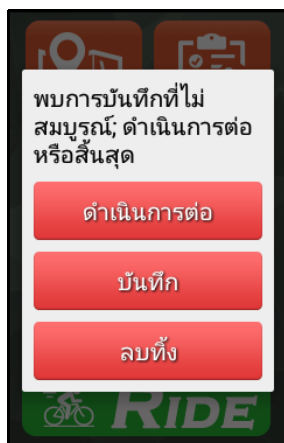 พบการบันทึกที่ไม่
สมบูรณ์; ดำเนินการต่อ
หรือสิ้นสุด
ดำเนินการต่อ
บันทึก
ลบทิ้ง
RIDE